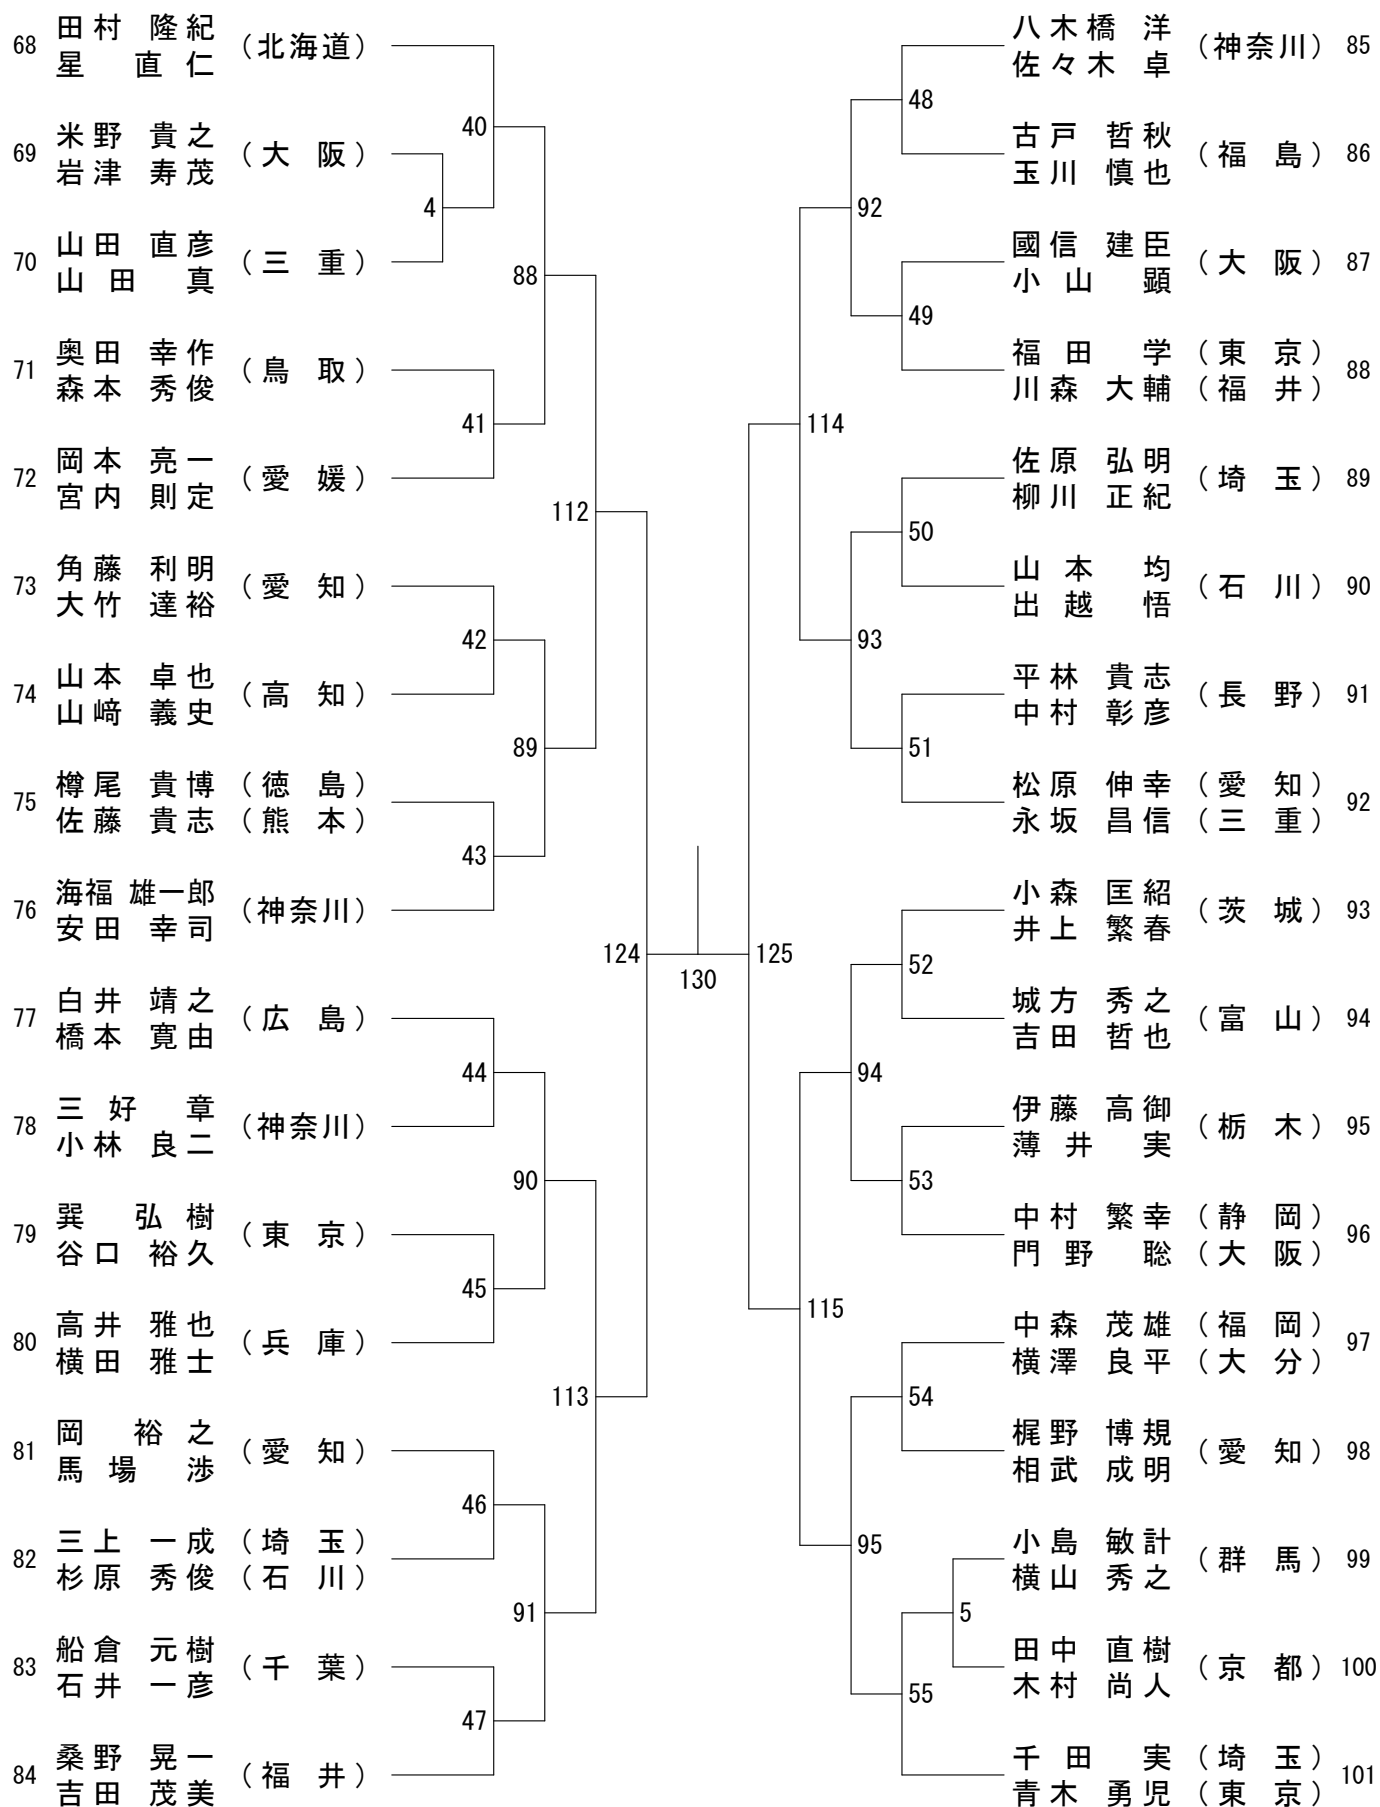 68 田村 隆紀 (北海道)
星 直仁
69 米野 貴之 (大阪)
岩津 寿茂
70 山田 直彦 (三重)
山田 真
71 奥田 幸作 (鳥取)
森本 秀俊
72 岡本 亮一 (愛媛)
宮内 則定
73 角藤 利明 (愛知)
大竹 達裕
74 山本 卓也 (高知)
山﨑 義史
75 樽尾 貴博 (徳島)
佐藤 貴志 (熊本)
76 海福 雄一郎 (神奈川)
安田 幸司
77 白井 靖之 (広島)
橋本 寛由
78 三好 章 (神奈川)
小林 良二
79 巽 弘樹 (東京)
谷口 裕久
80 高井 雅也 (兵庫)
横田 雅士
81 岡 裕之 (愛知)
馬場 渉
82 三上 一成 (埼玉)
杉原 秀俊 (石川)
83 船倉 元樹 (千葉)
石井 一彦
84 桑野 晃一 (福井)
吉田 茂美
40
4
88
41
112
42
89
43
124
44
90
45
113
46
91
47
130
125
48
92
49
114
50
93
51
52
94
53
115
54
95
5
55
八木橋 洋 (神奈川) 85
佐々木 卓
古戸 哲秋 (福島) 86
玉川 慎也
國信 建臣 (大阪) 87
小山 顕
福田 学 (東京) 88
川森 大輔 (福井)
佐原 弘明 (埼玉) 89
柳川 正紀
山本 均 (石川) 90
出越 悟
平林 貴志 (長野) 91
中村 彰彦
松原 伸幸 (愛知) 92
永坂 昌信 (三重)
小森 匡紹 (茨城) 93
井上 繁春
城方 秀之 (富山) 94
吉田 哲也
伊藤 高御 (栃木) 95
薄井 実
中村 繁幸 (静岡) 96
門野 聡 (大阪)
中森 茂雄 (福岡) 97
横澤 良平 (大分)
梶野 博規 (愛知) 98
相武 成明
小島 敏計 (群馬) 99
横山 秀之
田中 直樹 (京都) 100
木村 尚人
千田 実 (埼玉) 101
青木 勇児 (東京)